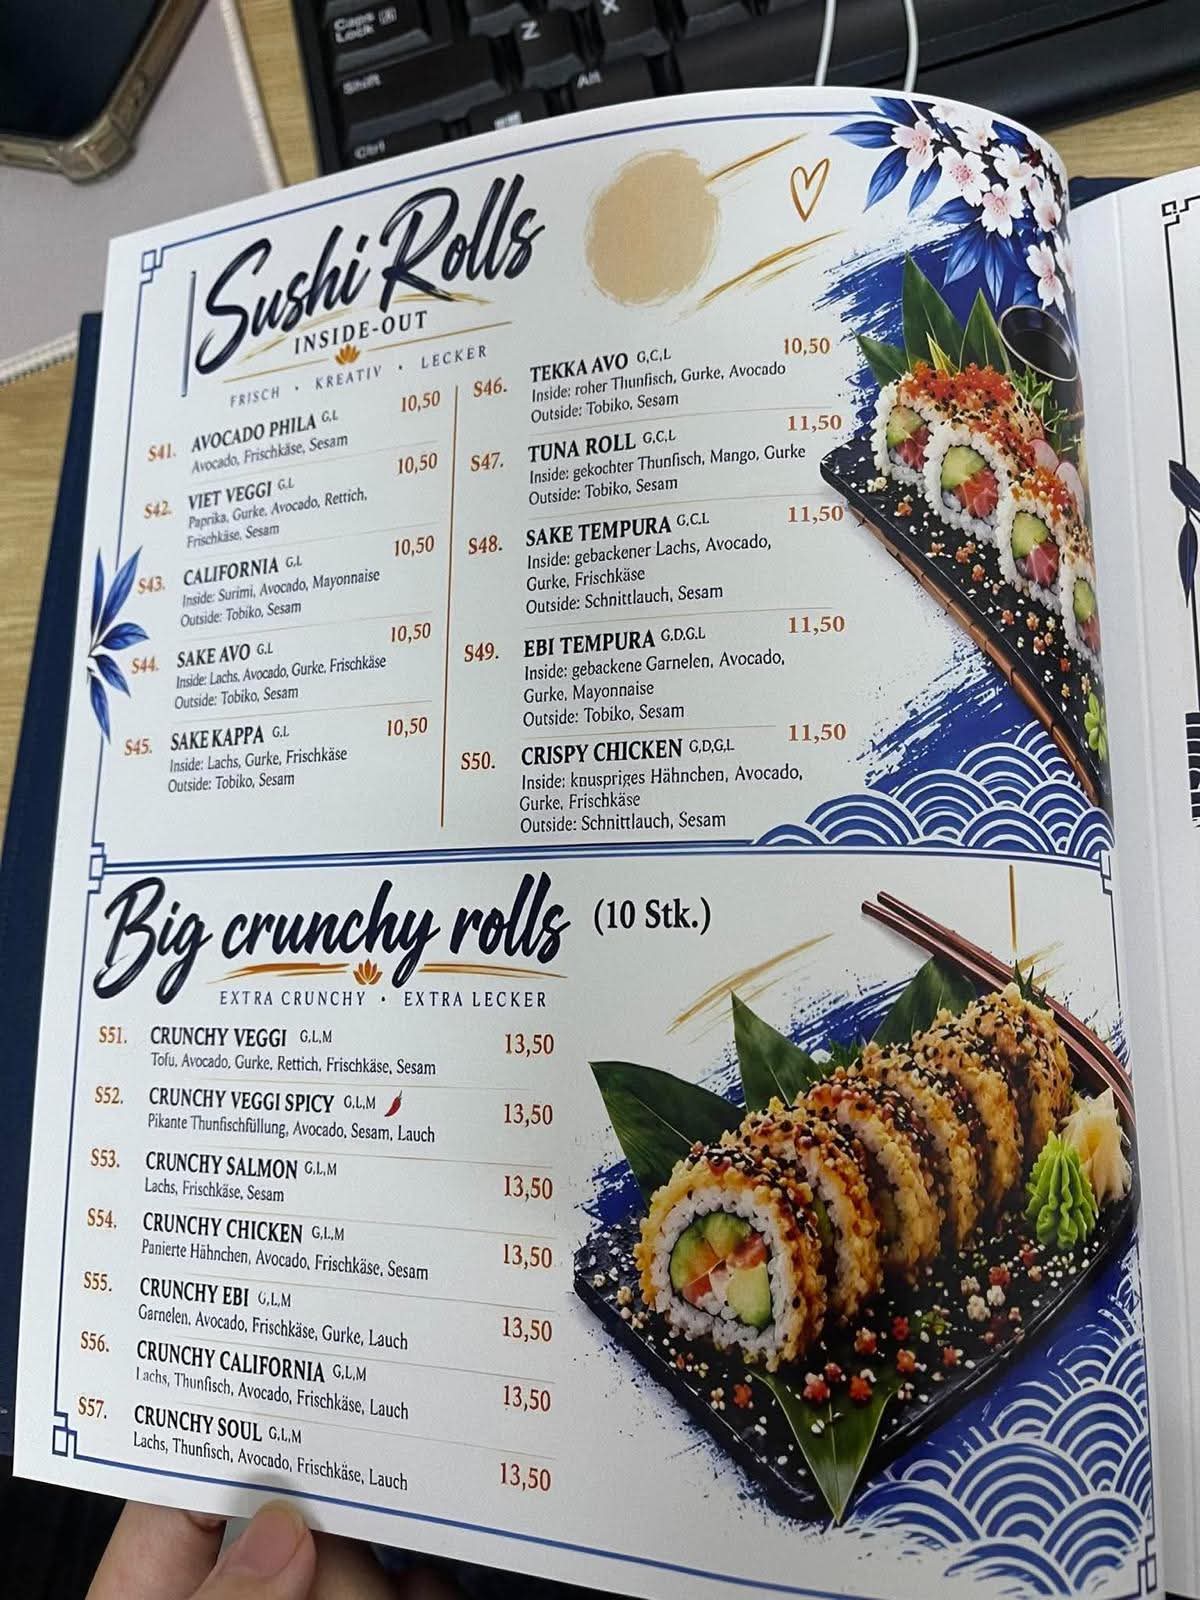 Caps Lock
Shift
Ctrl
Z
X
Alt
Sushi Rolls
INSIDE-OUT
FRISCH • KREATIV • LECKER
S41. AVOCADO PHILA G,L 10,50
Avocado, Frischkäse, Sesam
S42. VIET VEGGI G,L 10,50
Paprika, Gurke, Avocado, Rettich,
Frischkäse, Sesam
S43. CALIFORNIA G,L 10,50
Inside: Surimi, Avocado, Mayonnaise
Outside: Tobiko, Sesam
S44. SAKE AVO G,L 10,50
Inside: Lachs, Avocado, Gurke, Frischkäse
Outside: Tobiko, Sesam
S45. SAKE KAPPA G,L 10,50
Inside: Lachs, Gurke, Frischkäse
Outside: Tobiko, Sesam
S46. TEKKA AVO G,C,L 10,50
Inside: roher Thunfisch, Gurke, Avocado
Outside: Tobiko, Sesam
S47. TUNA ROLL G,C,L 11,50
Inside: gekochter Thunfisch, Mango, Gurke
Outside: Tobiko, Sesam
S48. SAKE TEMPURA G,C,L 11,50
Inside: gebackener Lachs, Avocado,
Gurke, Frischkäse
Outside: Schnittlauch, Sesam
S49. EBI TEMPURA G,D,G,L 11,50
Inside: gebackene Garnelen, Avocado,
Gurke, Mayonnaise
Outside: Tobiko, Sesam
S50. CRISPY CHICKEN G,D,G,L 11,50
Inside: knuspriges Hähnchen, Avocado,
Gurke, Frischkäse
Outside: Schnittlauch, Sesam
Big crunchy rolls (10 Stk.)
EXTRA CRUNCHY • EXTRA LECKER
S51. CRUNCHY VEGGI G,L,M 13,50
Tofu, Avocado, Gurke, Rettich, Frischkäse, Sesam
S52. CRUNCHY VEGGI SPICY G,L,M 13,50
Pikante Thunfischfüllung, Avocado, Sesam, Lauch
S53. CRUNCHY SALMON G,L,M 13,50
Lachs, Frischkäse, Sesam
S54. CRUNCHY CHICKEN G,L,M 13,50
Panierte Hähnchen, Avocado, Frischkäse, Sesam
S55. CRUNCHY EBI G,L,M 13,50
Garnelen, Avocado, Frischkäse, Gurke, Lauch
S56. CRUNCHY CALIFORNIA G,L,M 13,50
Lachs, Thunfisch, Avocado, Frischkäse, Lauch
S57. CRUNCHY SOUL G,L,M 13,50
Lachs, Thunfisch, Avocado, Frischkäse, Lauch